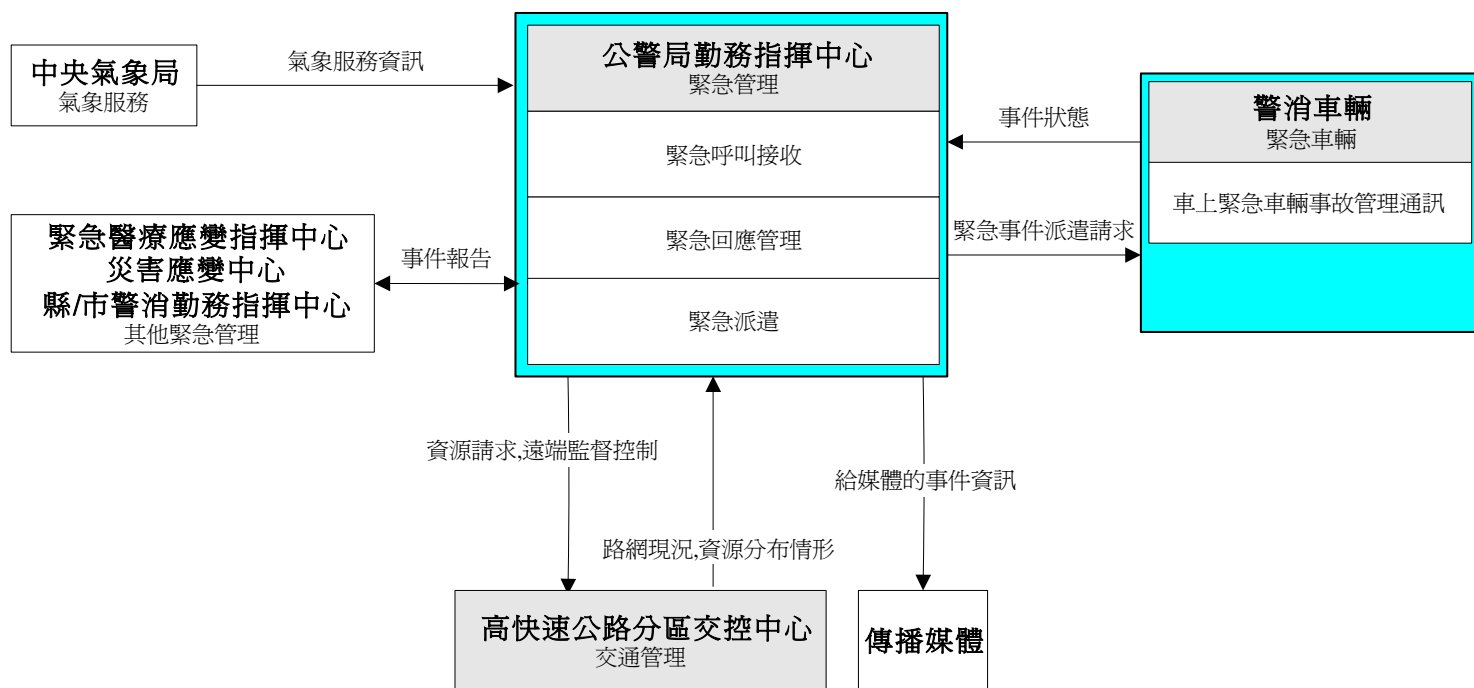 中央氣象局
氣象服務
氣象服務資訊
公警局勤務指揮中心
緊急管理
緊急呼叫接收
緊急回應管理
緊急派遣
事件狀態
緊急事件派遣請求
警消車輛
緊急車輛
車上緊急車輛事故管理通訊
緊急醫療應變指揮中心
災害應變中心
縣/市警消勤務指揮中心
其他緊急管理
事件報告
資源請求,遠端監督控制
路網現況,資源分布情形
給媒體的事件資訊
高快速公路分區交控中心
交通管理
傳播媒體